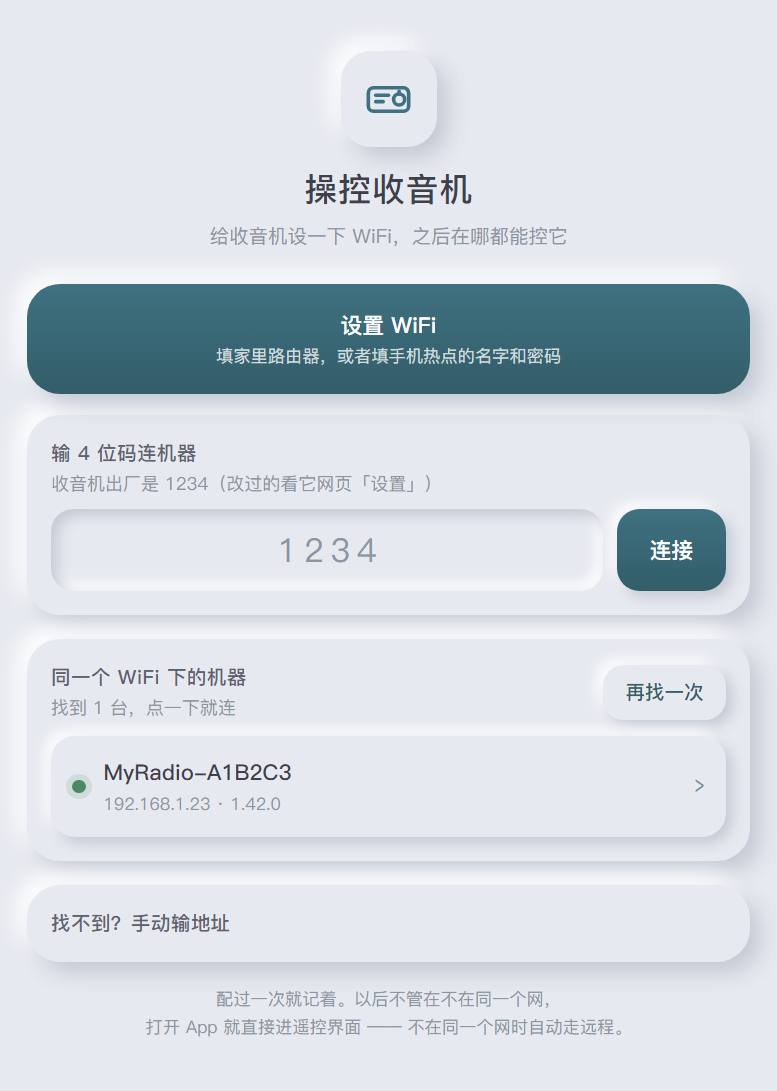 操控收音机
给收音机设一下 WiFi，之后在哪都能控它
设置 WiFi
填家里路由器，或者填手机热点的名字和密码
输 4 位码连机器
收音机出厂是 1234（改过的看它网页「设置」）
1234
连接
同一个 WiFi 下的机器
找到 1 台，点一下就连
再找一次
MyRadio-A1B2C3
192.168.1.23 · 1.42.0
找不到？手动输地址
配过一次就记着。以后不管在不在同一个网，
打开 App 就直接进遥控界面 —— 不在同一个网时自动走远程。